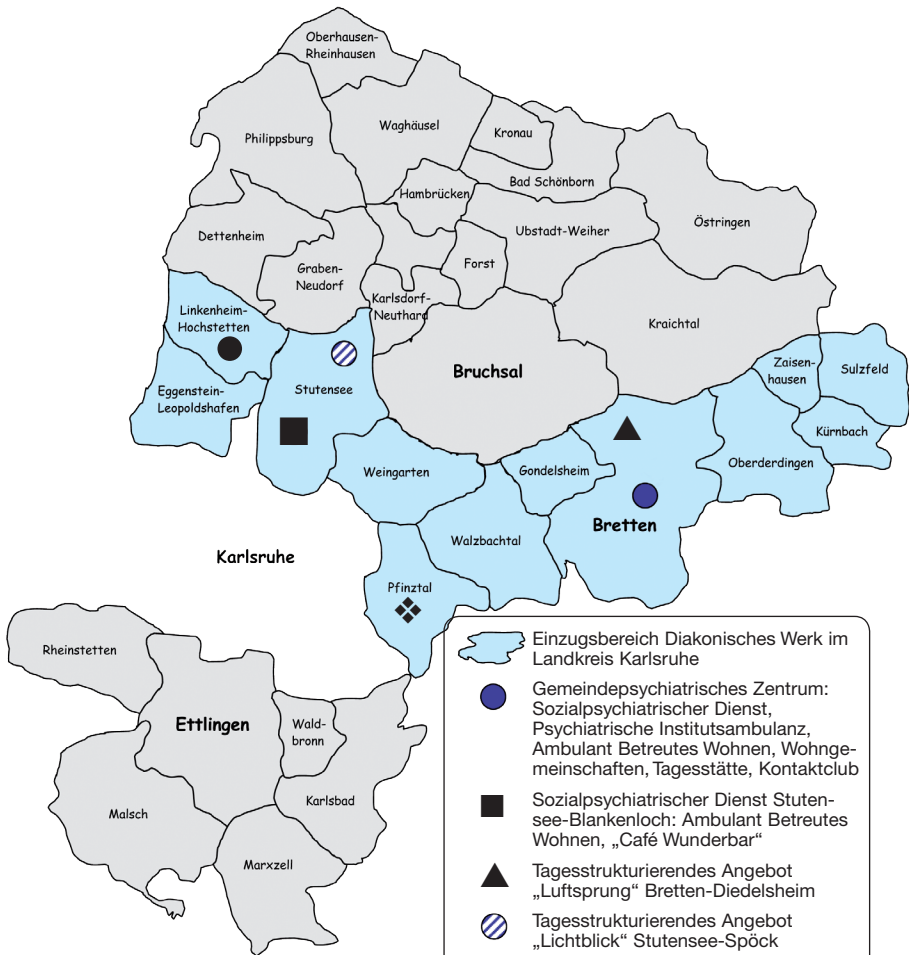 Oberhausen-
Rheinhausen
Philippsburg
Waghäusel
Kronau
Bad Schönborn
Hambrücken
Östringen
Dettenheim
Ubstadt-Weiher
Graben-
Neudorf
Forst
Karlsdorf-
Neuthard
Linkenheim-
Hochstetten
Kraichtal
Eggenstein-
Leopoldshafen
Stutensee
Bruchsal
Zaisen-
hausen
Sulzfeld
Kürnbach
Weingarten
Gondelsheim
Oberderdingen
Bretten
Walzbachtal
Karlsruhe
Pfinztal
Rheinstetten
Ettlingen
Wald-
bronn
Karlsbad
Malsch
Marxzell
Einzugsbereich Diakonisches Werk im
Landkreis Karlsruhe
Gemeindepsychiatrisches Zentrum:
Sozialpsychiatrischer Dienst,
Psychiatrische Institutsambulanz,
Ambulant Betreutes Wohnen, Wohnge-
meinschaften, Tagesstätte, Kontaktclub
Sozialpsychiatrischer Dienst Stuten-
see-Blankenloch: Ambulant Betreutes
Wohnen, „Café Wunderbar“
Tagesstrukturierendes Angebot
„Luftsprung“ Bretten-Diedelsheim
Tagesstrukturierendes Angebot
„Lichtblick“ Stutensee-Spöck